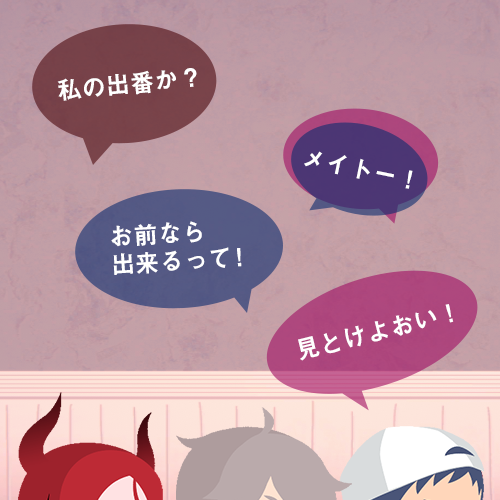 私の出番か？
メイトー！
お前なら
出来るって！
見とけよおい！